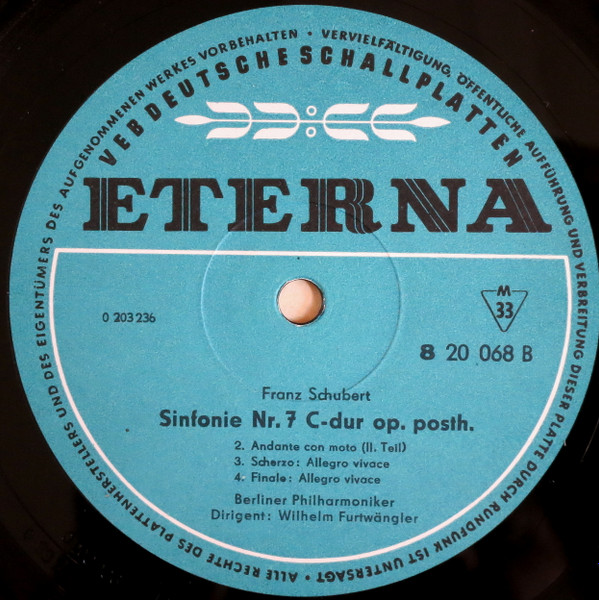 ALLE RECHTE DES PLATTENHERSTELLERS UND DES EIGENTÜMERS DES AUFGENOMMENEN WERKES VORBEHALTEN • VERVIELFÄLTIGUNG, ÖFFENTLICHE AUFFÜHRUNG UND VERBREITUNG DIESER PLATTE DURCH RUNDFUNK IST UNTERSAGT •
VEB DEUTSCHE SCHALLPLATTEN
ETERNA
0 203 236
M
33
8 20 068 B
Franz Schubert
Sinfonie Nr. 7 C-dur op. posth.
2. Andante con moto (II. Teil)
3. Scherzo: Allegro vivace
4. Finale: Allegro vivace
Berliner Philharmoniker
Dirigent: Wilhelm Furtwängler